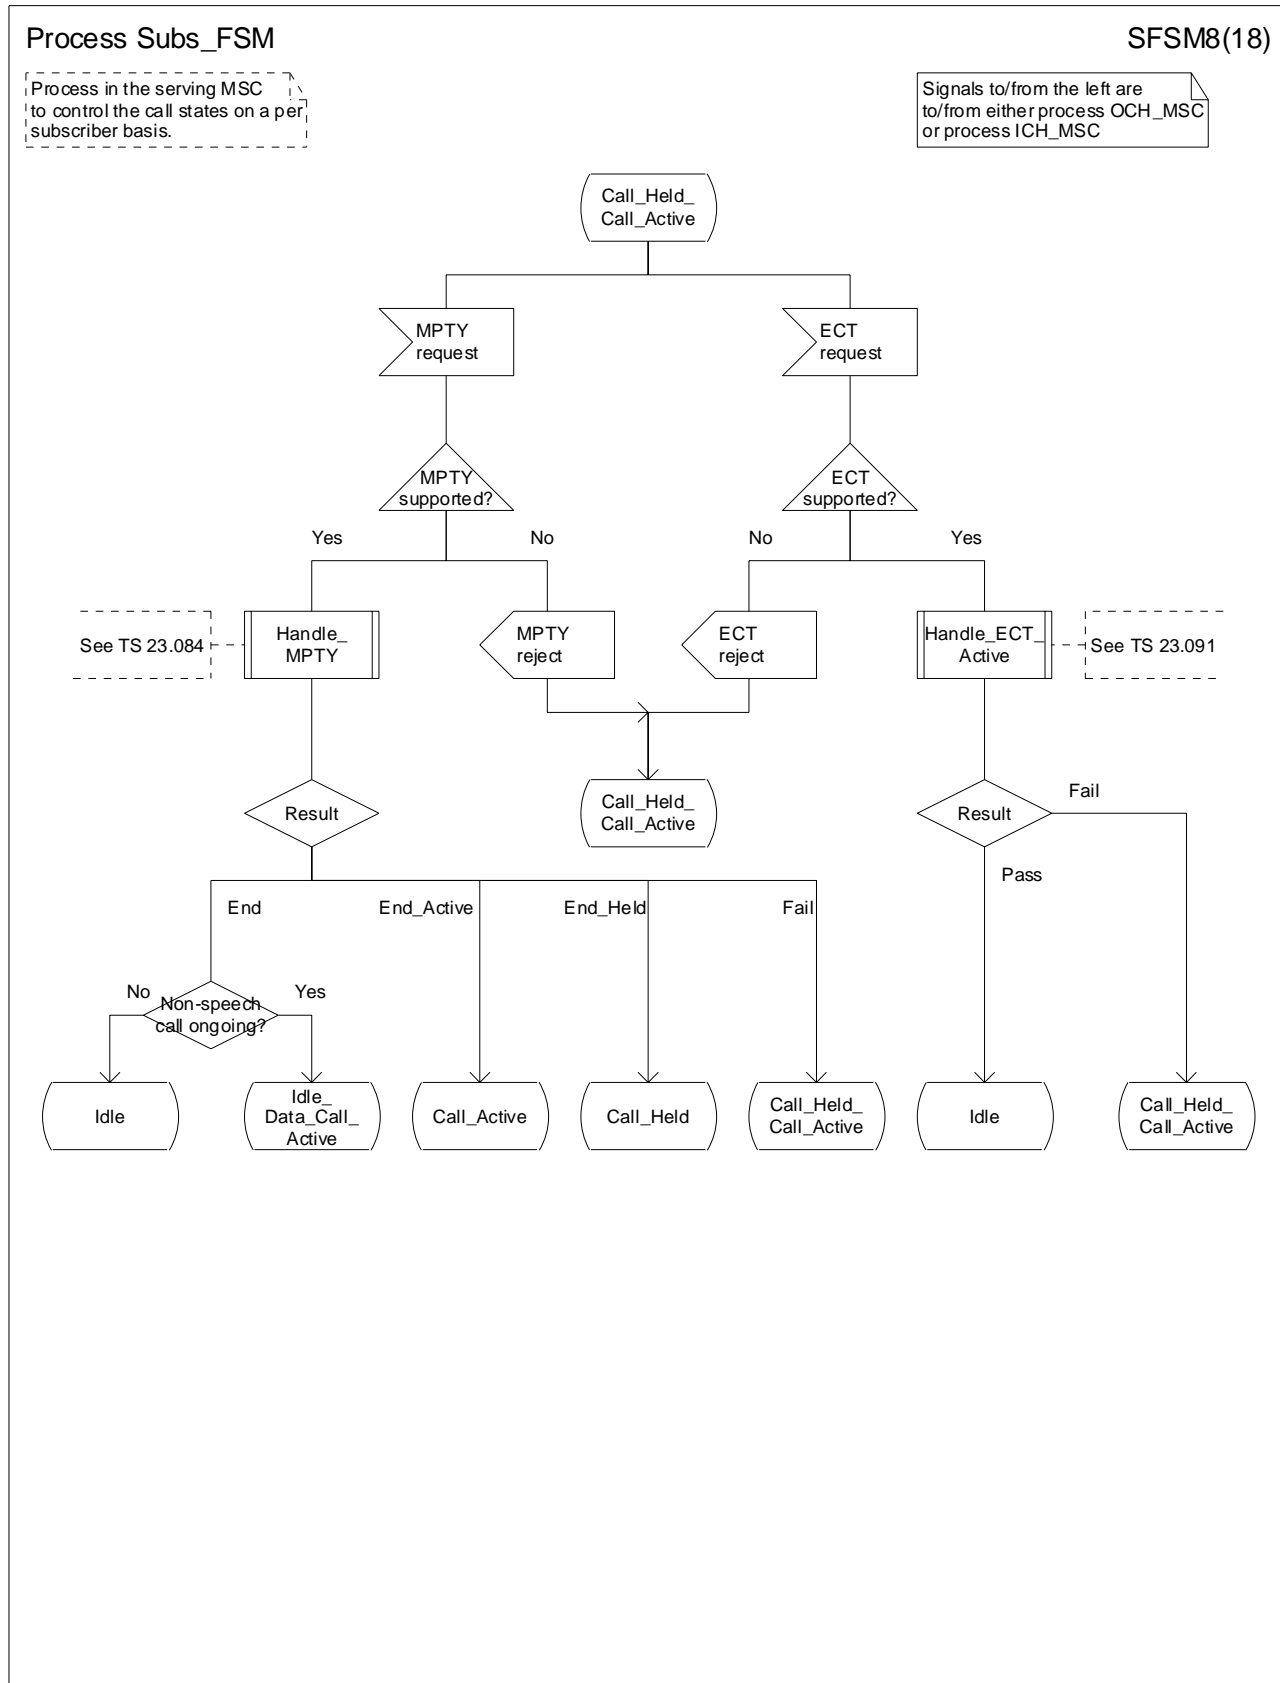 Process Subs_FSM
SFSM8(18)
Process in the serving MSC
to control the call states on a per
subscriber basis.
Signals to/from the left are
to/from either process OCH_MSC
or process ICH_MSC
Call_Held_
Call_Active
MPTY
request
ECT
request
MPTY
supported?
ECT
supported?
Yes
No
No
Yes
See TS 23.084
Handle_
MPTY
MPTY
reject
ECT
reject
Handle_ECT_
Active
See TS 23.091
Result
Call_Held_
Call_Active
Result
Fail
Pass
End
End_Active
End_Held
Fail
No
Non-speech
call ongoing?
Yes
Idle
Idle_
Data_Call_
Active
Call_Active
Call_Held
Call_Held_
Call_Active
Idle
Call_Held_
Call_Active